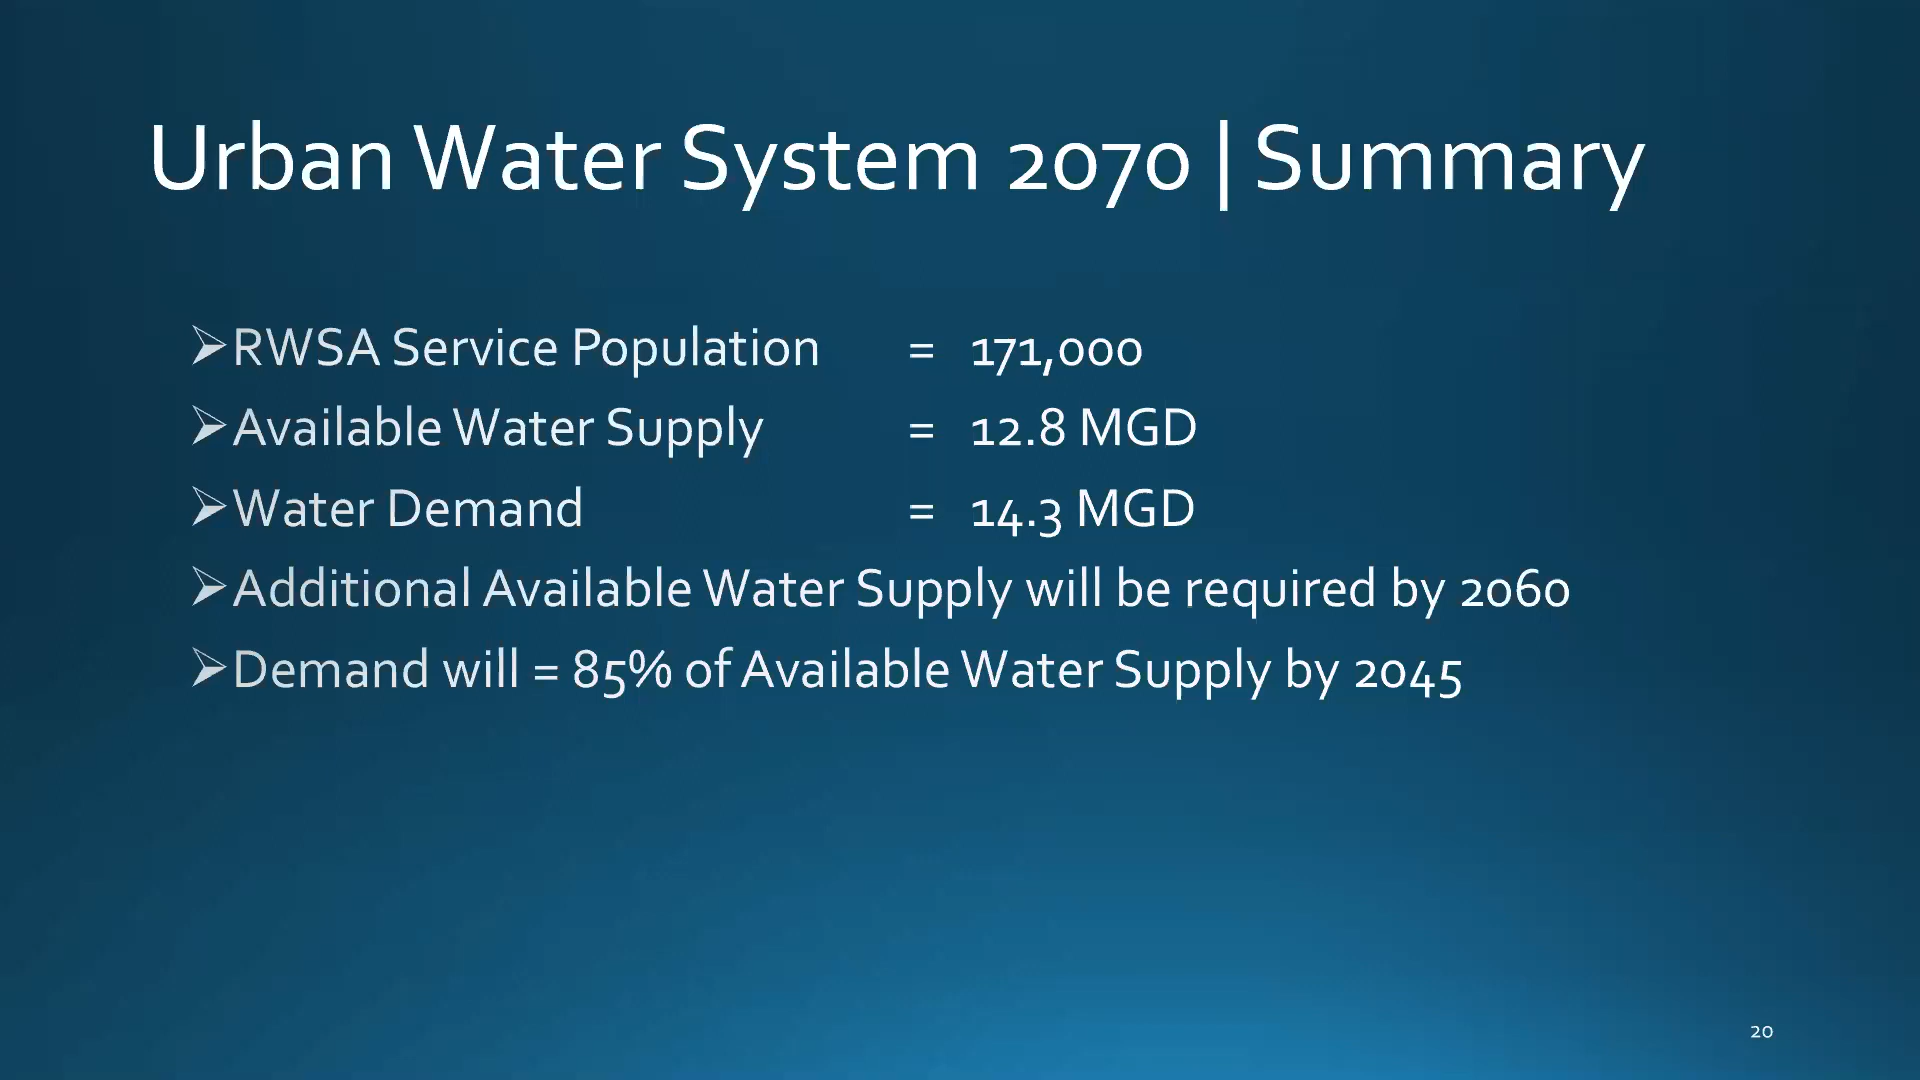 Urban Water System 2070 | Summary
➢RWSA Service Population = 171,000
➢Available Water Supply = 12.8 MGD
➢Water Demand = 14.3 MGD
➢Additional Available Water Supply will be required by 2060
➢Demand will = 85% of Available Water Supply by 2045
20